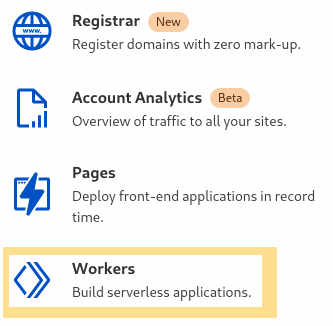 www.
Registrar New
Register domains with zero mark-up.
Account Analytics Beta
Overview of traffic to all your sites.
Pages
Deploy front-end applications in record
time.
Workers
Build serverless applications.